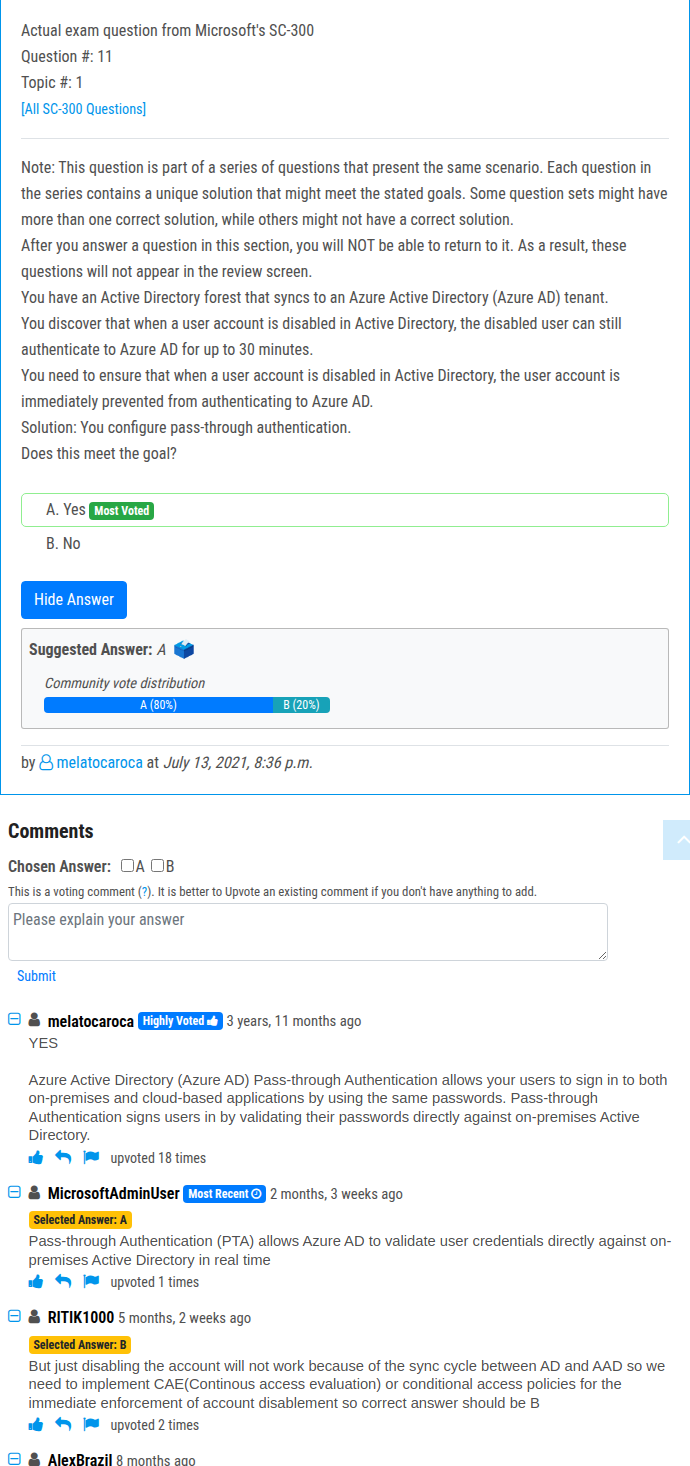 Actual exam question from Microsoft's SC-300
Question #: 11
Topic #: 1
[All SC-300 Questions]
Note: This question is part of a series of questions that present the same scenario. Each question in
the series contains a unique solution that might meet the stated goals. Some question sets might have
more than one correct solution, while others might not have a correct solution.
After you answer a question in this section, you will NOT be able to return to it. As a result, these
questions will not appear in the review screen.
You have an Active Directory forest that syncs to an Azure Active Directory (Azure AD) tenant.
You discover that when a user account is disabled in Active Directory, the disabled user can still
authenticate to Azure AD for up to 30 minutes.
You need to ensure that when a user account is disabled in Active Directory, the user account is
immediately prevented from authenticating to Azure AD.
Solution: You configure pass-through authentication.
Does this meet the goal?
A. Yes Most Voted
B. No
Hide Answer
Suggested Answer: A
Community vote distribution
A (80%) B (20%)
by melatocaroca at July 13, 2021, 8:36 p.m.
Comments
Chosen Answer: A B
This is a voting comment (?). It is better to Upvote an existing comment if you don't have anything to add.
Please explain your answer
Submit
melatocaroca Highly Voted 3 years, 11 months ago
YES
Azure Active Directory (Azure AD) Pass-through Authentication allows your users to sign in to both
on-premises and cloud-based applications by using the same passwords. Pass-through
Authentication signs users in by validating their passwords directly against on-premises Active
Directory.
upvoted 18 times
MicrosoftAdminUser Most Recent 2 months, 3 weeks ago
Selected Answer: A
Pass-through Authentication (PTA) allows Azure AD to validate user credentials directly against on-
premises Active Directory in real time
upvoted 1 times
RITIK1000 5 months, 2 weeks ago
Selected Answer: B
But just disabling the account will not work because of the sync cycle between AD and AAD so we
need to implement CAE(Continous access evaluation) or conditional access policies for the
immediate enforcement of account disablement so correct answer should be B
upvoted 2 times
AlexBrazil 8 months ago